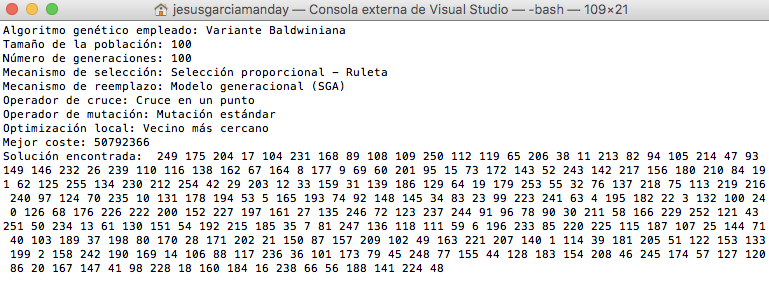 jesusgarciamanday — Consola externa de Visual Studio — -bash — 109×21
Algoritmo genético empleado: Variante Baldwiniana
Tamaño de la población: 100
Número de generaciones: 100
Mecanismo de selección: Selección proporcional - Ruleta
Mecanismo de reemplazo: Modelo generacional (SGA)
Operador de cruce: Cruce en un punto
Operador de mutación: Mutación estándar
Optimización local: Vecino más cercano
Mejor coste: 50792366
Solución encontrada:  249 175 204 17 104 231 168 89 108 109 250 112 119 65 206 38 11 213 82 94 105 214 47 93
149 146 232 26 239 110 116 138 162 67 164 8 177 9 69 60 201 95 15 73 172 143 52 243 142 217 156 180 210 84 19
1 62 125 255 134 230 212 254 42 29 203 12 33 159 31 139 186 129 64 19 179 253 55 32 76 137 218 75 113 219 216
 240 97 124 70 235 10 131 178 194 53 5 165 193 74 92 148 145 34 83 23 99 223 241 63 4 195 182 22 3 132 100 24
0 126 68 176 226 222 200 152 227 197 161 27 135 246 72 123 237 244 91 96 78 90 30 211 58 166 229 252 121 43
251 50 234 13 61 130 151 54 192 215 185 35 7 81 247 136 118 111 59 6 196 233 85 220 225 115 187 107 25 144 71
 40 103 189 37 198 80 170 28 171 202 21 150 87 157 209 102 49 163 221 207 140 1 114 39 181 205 51 122 153 133
 199 2 158 242 190 169 14 106 88 117 236 36 101 173 79 45 248 77 155 44 128 183 154 208 46 245 174 57 127 120
 86 20 167 147 41 98 228 18 160 184 16 238 66 56 188 141 224 48